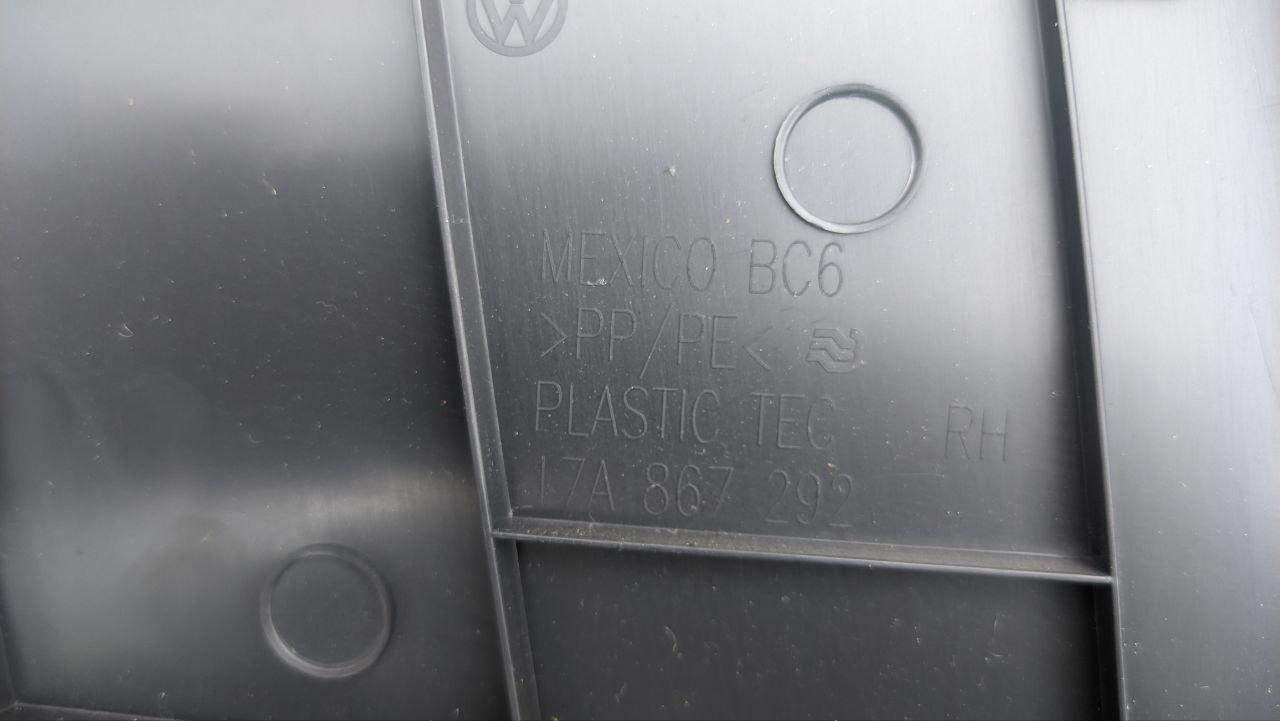 MEXICO BC6
>PP/PE<
PLASTIC TEC RH
17A 867 292